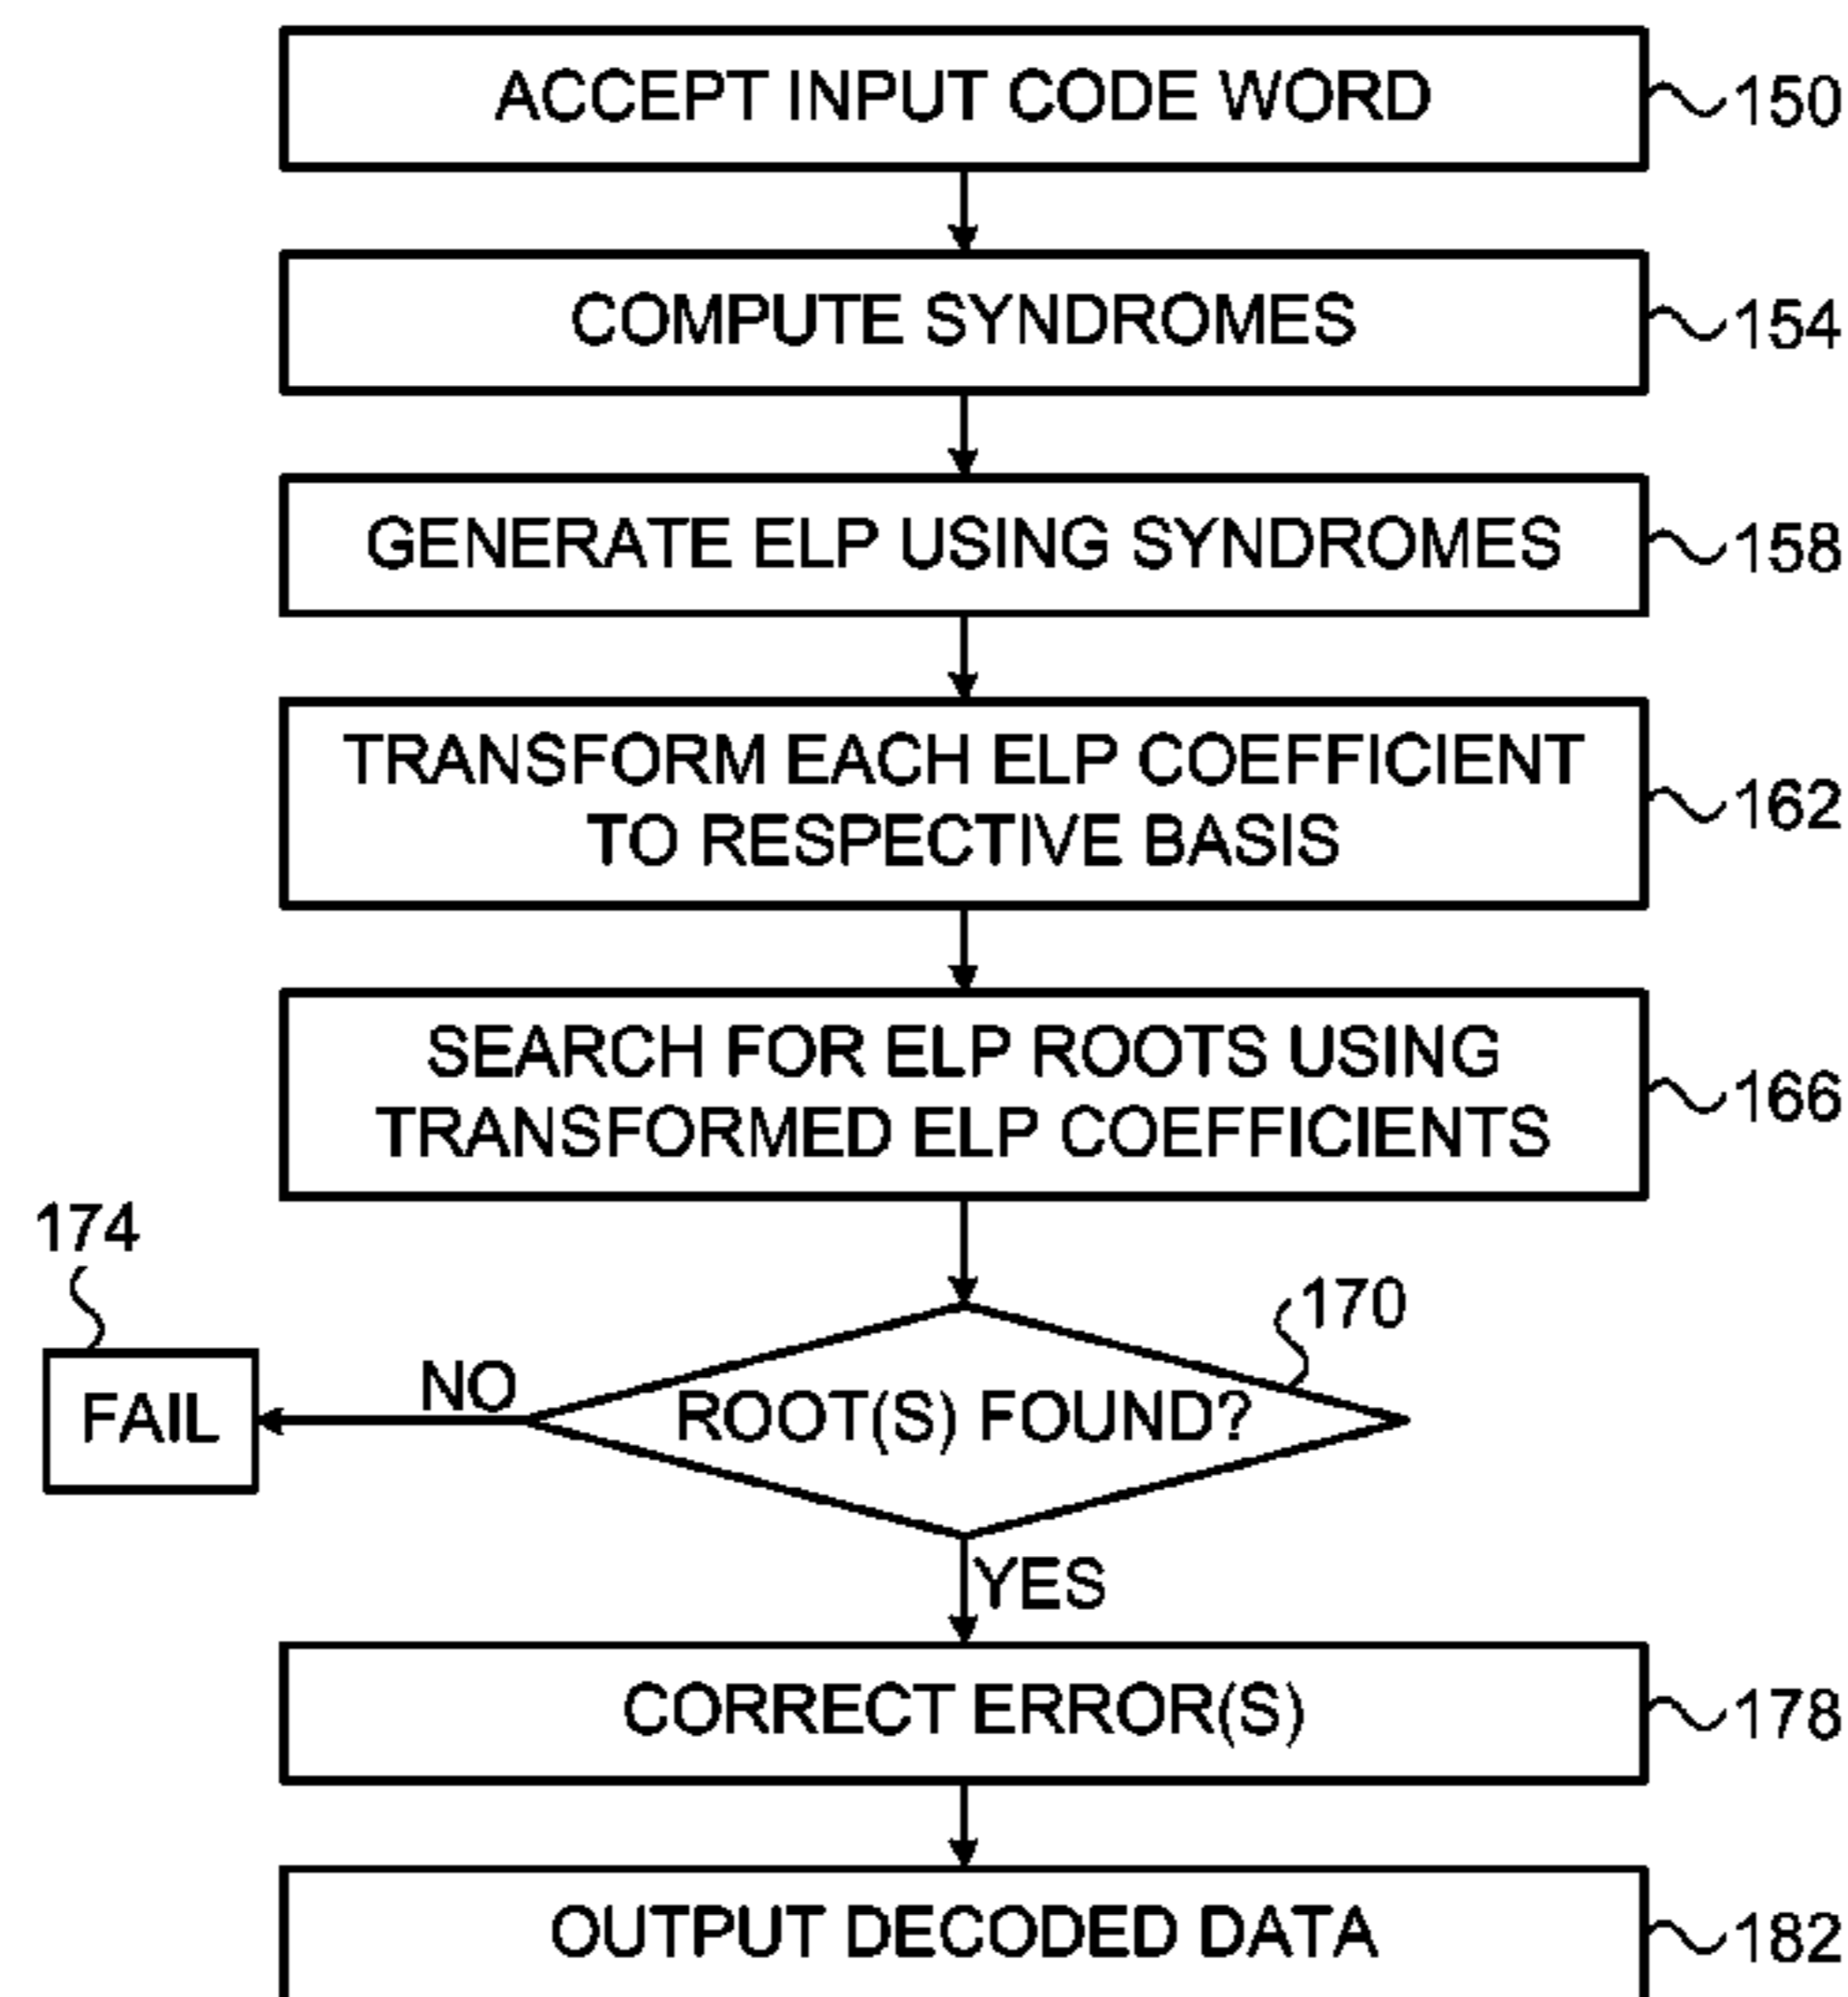 ACCEPT INPUT CODE WORD
150
COMPUTE SYNDROMES
154
GENERATE ELP USING SYNDROMES
158
TRANSFORM EACH ELP COEFFICIENT
TO RESPECTIVE BASIS
162
SEARCH FOR ELP ROOTS USING
TRANSFORMED ELP COEFFICIENTS
166
174
170
FAIL
NO
ROOT(S) FOUND?
YES
CORRECT ERROR(S)
178
OUTPUT DECODED DATA
182